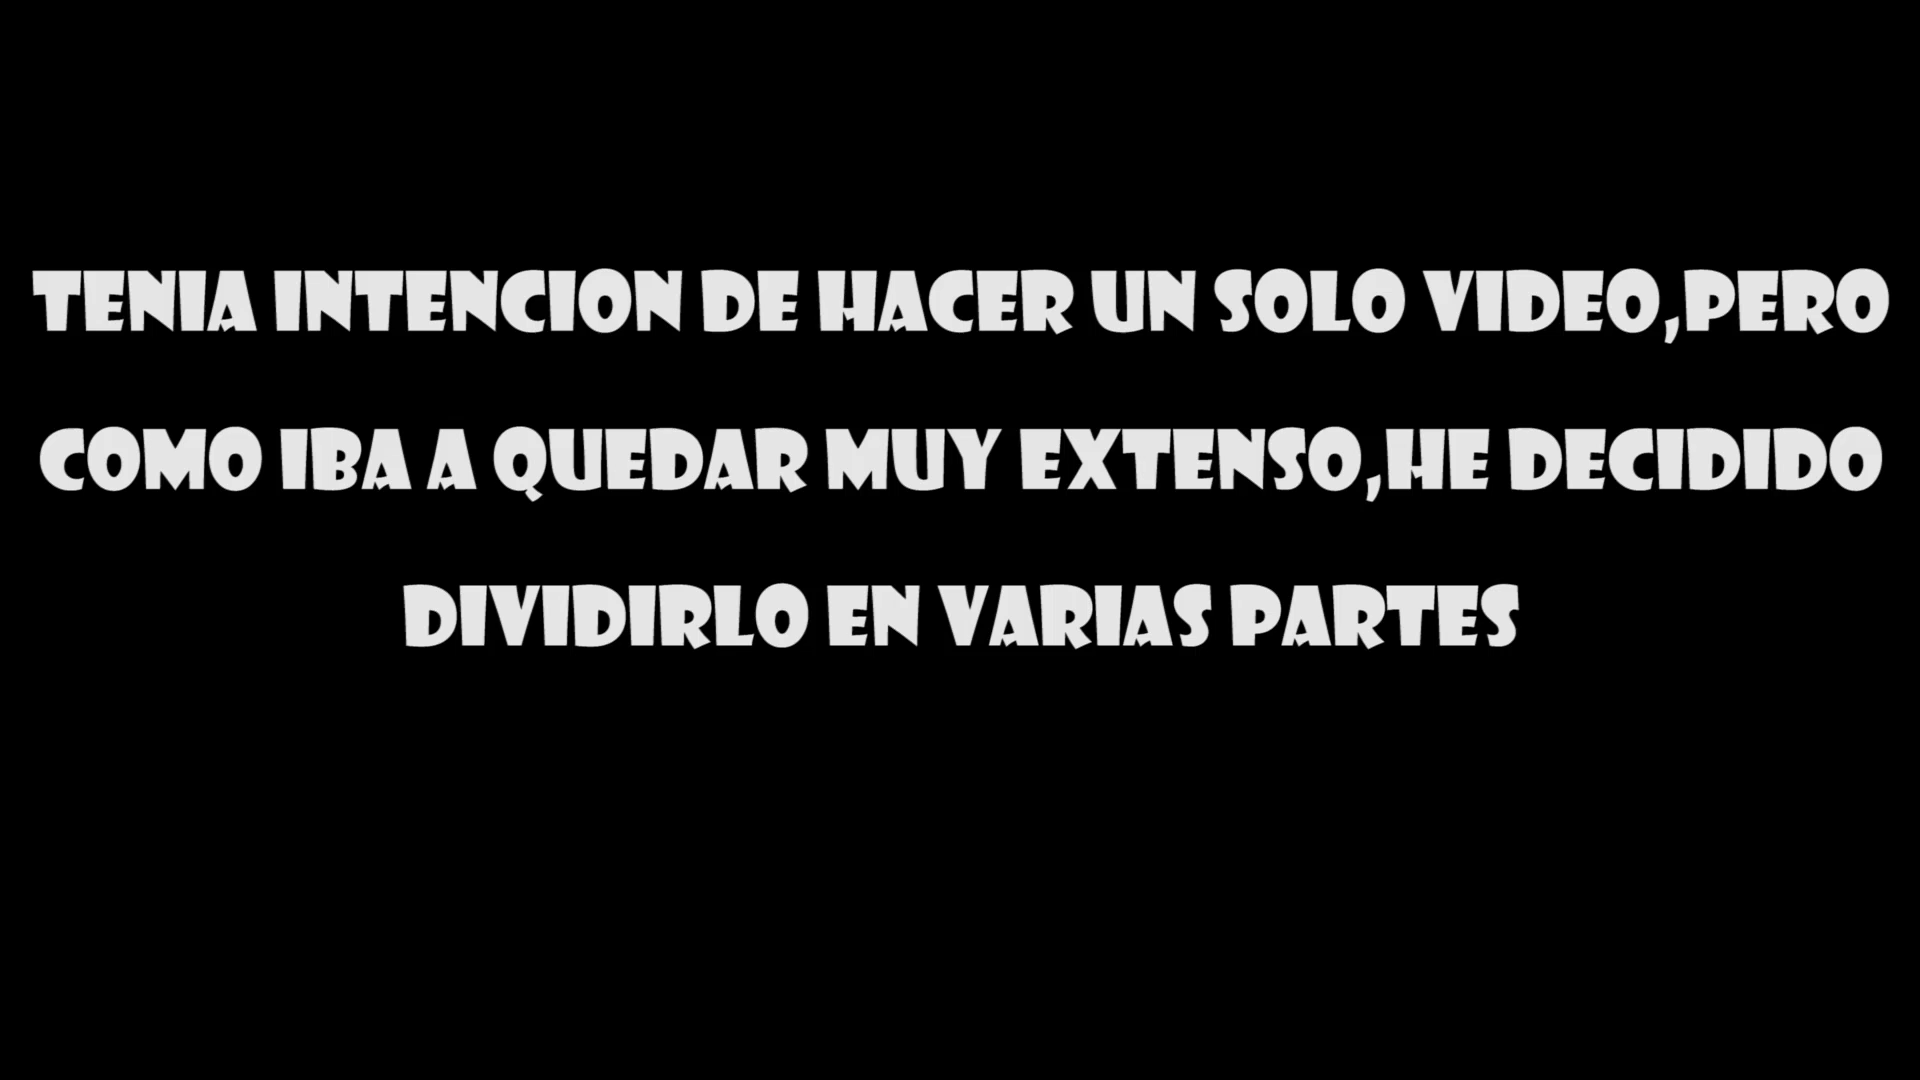 TENIA INTENCION DE HACER UN SOLO VIDEO,PERO
COMO IBA A QUEDAR MUY EXTENSO,HE DECIDIDO
DIVIDIRLO EN VARIAS PARTES